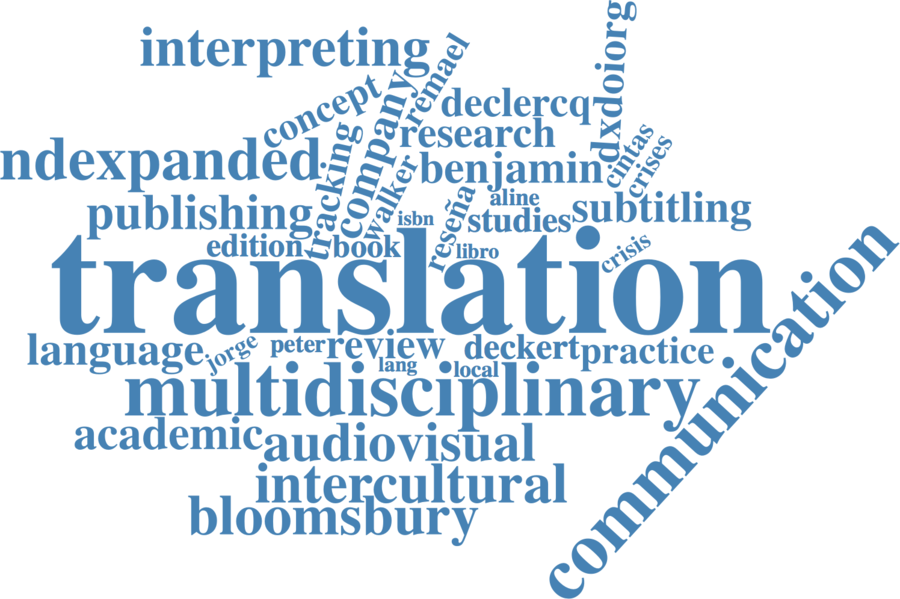 interpreting
concept
company
remael
dxdoiorg
declercq
research
ndexpanded
tracking
walker
benjamin
cintas
crises
publishing
isbn
reseña
aline
studies
subtitling
edition
book
libro
crisis
translation
communication
language
jorge
peter
review
deckert
practice
lang
local
multidisciplinary
academic
audiovisual
intercultural
bloomsbury